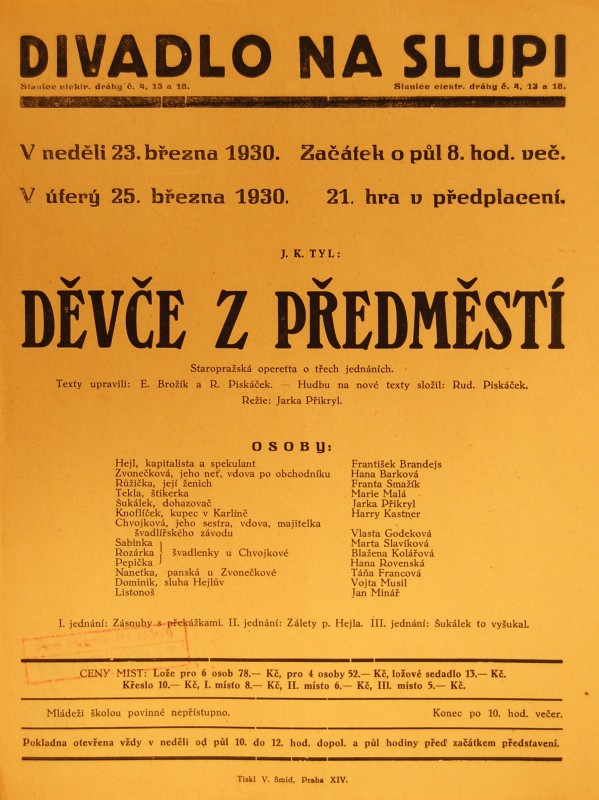 DIVADLO NA SLUPI
Stanice elektr. dráhy č. 4, 13 a 18. Stanice elektr. dráhy č. 4, 13 a 18.
V neděli 23. března 1930. Začátek o půl 8. hod. več.
V úterý 25. března 1930. 21. hra v předplacení.
J. K. TYL:
DĚVČE Z PŘEDMĚSTÍ
Staropražská operetta o třech jednáních.
Texty upravili: E. Brožík a R. Piskáček. — Hudbu na nové texty složil: Rud. Piskáček.
Režie: Jarka Přikryl.
OSOBY:
Hejl, kapitalista a spekulant František Brandejs
Zvonečková, jeho neť, vdova po obchodníku Hana Barková
Růžička, její ženich Franta Smažík
Tekla, štikerka Marie Malá
Šukálek, dohazovač Jarka Přikryl
Knoflíček, kupec v Karlíně Harry Kastner
Chvojková, jeho sestra, vdova, majitelka
švadlířského závodu Vlasta Godeková
Sabinka Marta Slavíková
Rozárka } švadlenky u Chvojkové Blažena Kolářová
Pepička Hana Rovenská
Nanetka, panská u Zvonečkové Táňa Francová
Dominik, sluha Hejlův Vojta Musil
Listonoš Jan Minář
I. jednání: Zásnuby s překážkami. II. jednání: Zálety p. Hejla. III. jednání: Šukálek to vyšukal.
CENY MÍST: Lože pro 6 osob 78.— Kč, pro 4 osoby 52.— Kč, ložové sedadlo 13.— Kč.
Křeslo 10.— Kč, I. místo 8.— Kč, II. místo 6.— Kč, III. místo 5.— Kč.
Mládeži školou povinné nepřístupno. Konec po 10. hod. večer.
Pokladna otevřena vždy v neděli od půl 10. do 12. hod. dopol. a půl hodiny před začátkem představení.
Tiskl V. Šmíd, Praha XIV.